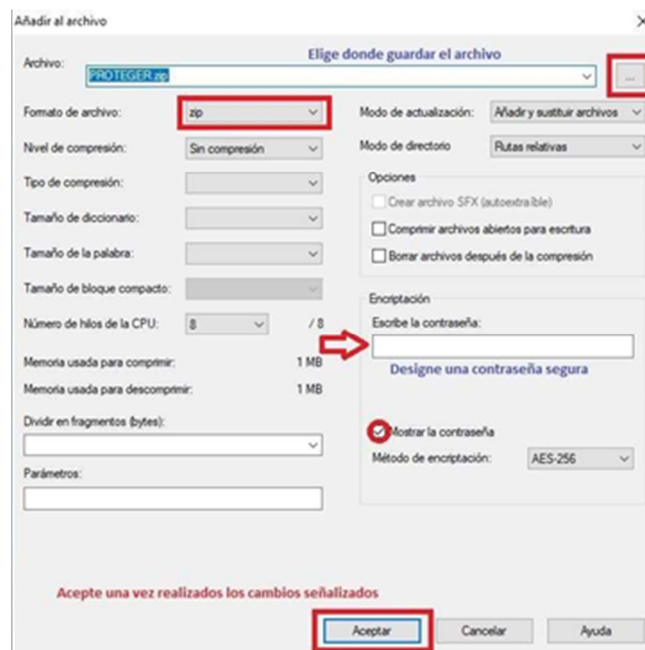 Añadir al archivo
Elige donde guardar el archivo
Archivo:
PROTEGER.zip
...
Formato de archivo: zip
Modo de actualización: Añadir y sustituir archivos
Nivel de compresión: Sin compresión
Modo de directorio Rutas relativas
Tipo de compresión:
Opciones
Crear archivo SFX (autoextraíble)
Tamaño de diccionario:
Comprimir archivos abiertos para escritura
Tamaño de la palabra:
Borrar archivos después de la compresión
Tamaño de bloque compacto:
Encriptación
Número de hilos de la CPU: 8 / 8
Escribe la contraseña:
Memoria usada para comprimir: 1 MB
Designe una contraseña segura
Memoria usada para descomprimir: 1 MB
Dividir en fragmentos (bytes):
Mostrar la contraseña
Método de encriptación: AES-256
Parámetros:
Acepte una vez realizados los cambios señalizados
Aceptar
Cancelar
Ayuda